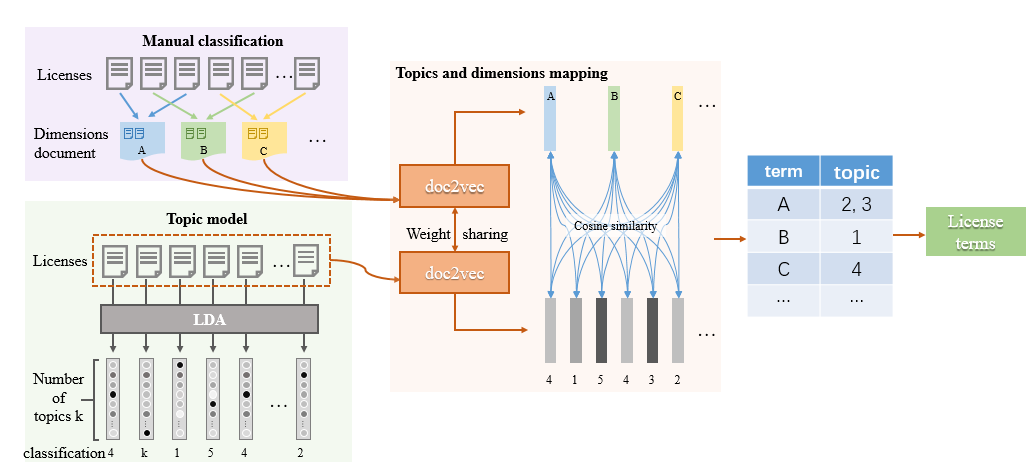 Manual classification
Licenses
...
Dimensions
document
A
B
C
...
Topic model
Licenses
...
LDA
Number
of
topics k
...
classification 4 k 1 5 4 2
Topics and dimensions mapping
A B C ...
doc2vec
Weight sharing
doc2vec
Cosine similarity
...
4 1 5 4 3 2
term topic
A 2, 3
B 1
C 4
... ...
License
terms